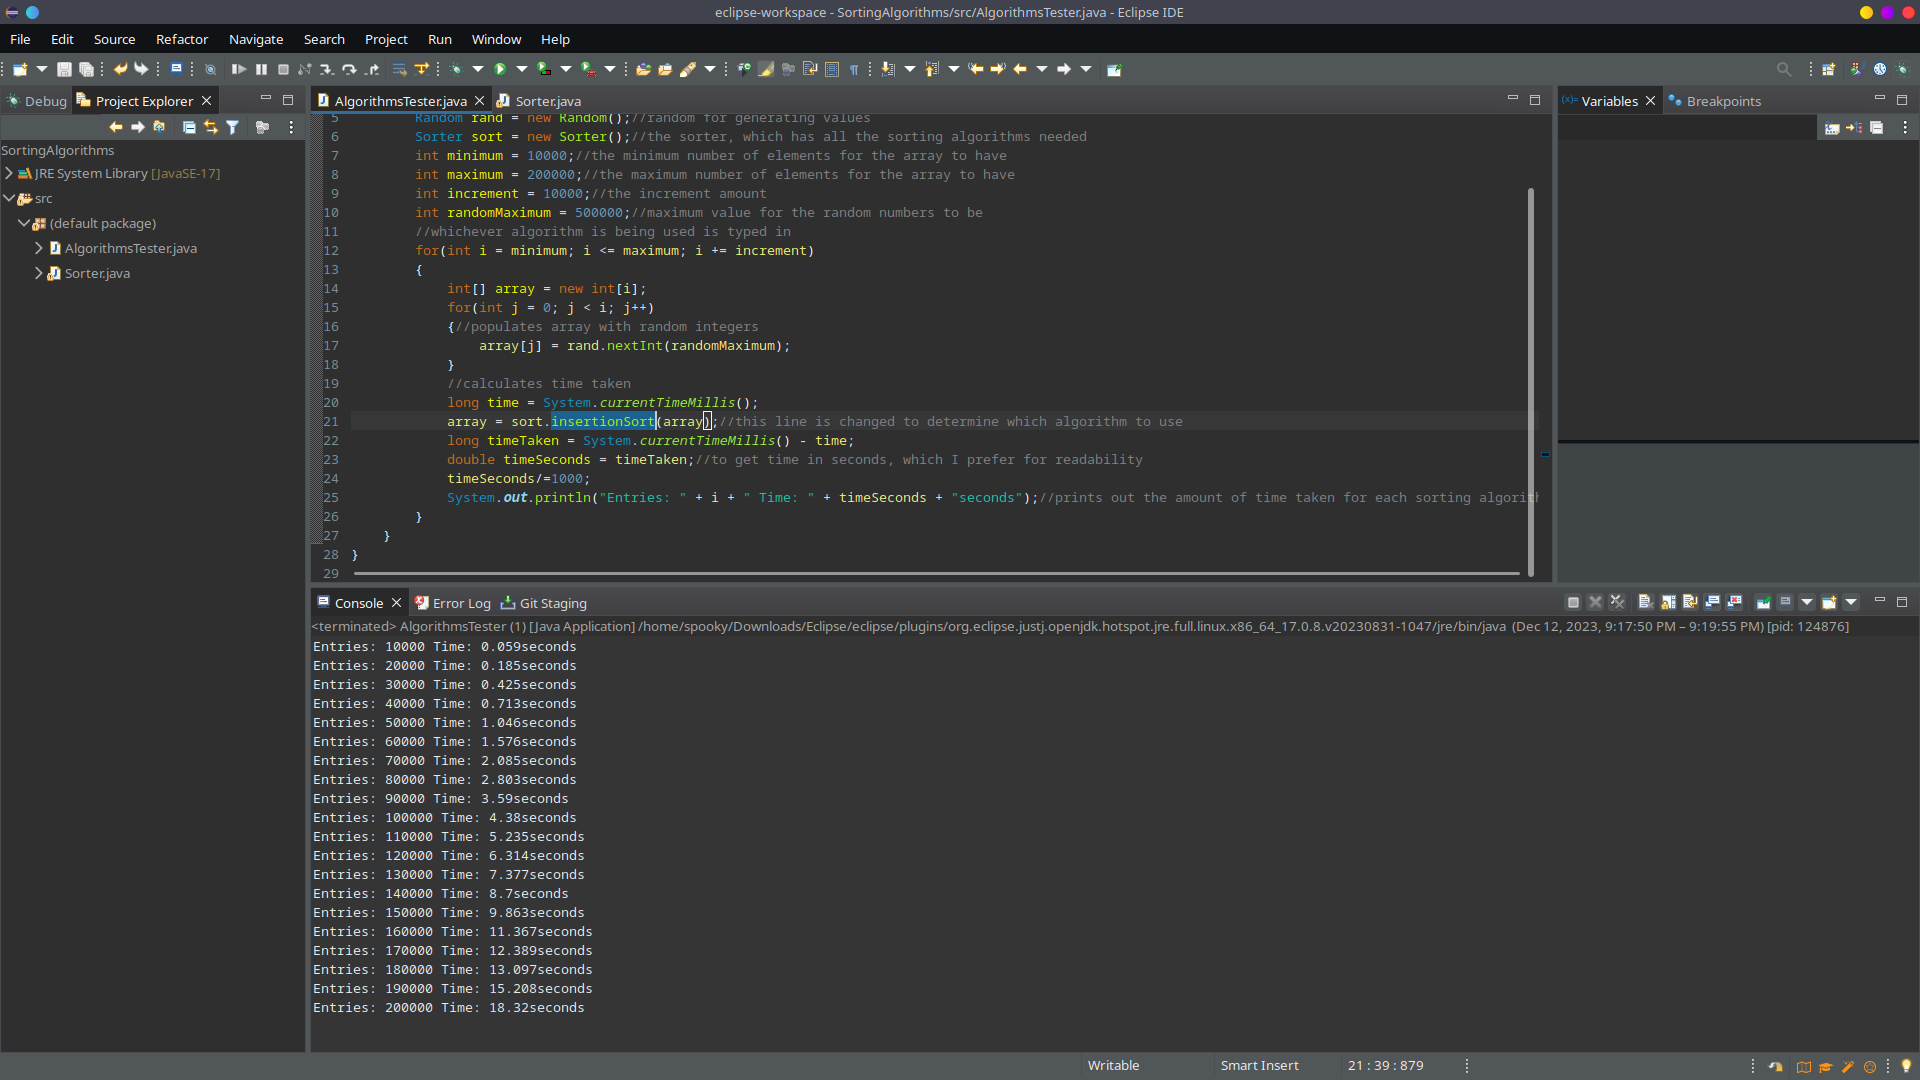 eclipse-workspace - SortingAlgorithms/src/AlgorithmsTester.java - Eclipse IDE
File Edit Source Refactor Navigate Search Project Run Window Help
Debug Project Explorer
SortingAlgorithms
JRE System Library [JavaSE-17]
src
(default package)
AlgorithmsTester.java
Sorter.java
AlgorithmsTester.java Sorter.java
5 Random rand = new Random();//random for generating values
6 Sorter sort = new Sorter();//the sorter, which has all the sorting algorithms needed
7 int minimum = 10000;//the minimum number of elements for the array to have
8 int maximum = 200000;//the maximum number of elements for the array to have
9 int increment = 10000;//the increment amount
10 int randomMaximum = 500000;//maximum value for the random numbers to be
11 //whichever algorithm is being used is typed in
12 for(int i = minimum; i <= maximum; i += increment)
13 {
14 int[] array = new int[i];
15 for(int j = 0; j < i; j++)
16 {//populates array with random integers
17 array[j] = rand.nextInt(randomMaximum);
18 }
19 //calculates time taken
20 long time = System.currentTimeMillis();
21 array = sort.insertionSort(array);//this line is changed to determine which algorithm to use
22 long timeTaken = System.currentTimeMillis() - time;
23 double timeSeconds = timeTaken;//to get time in seconds, which I prefer for readability
24 timeSeconds/=1000;
25 System.out.println("Entries: " + i + " Time: " + timeSeconds + "seconds");//prints out the amount of time taken for each sorting algorith
26 }
27 }
28 }
29
Variables Breakpoints
Console Error Log Git Staging
<terminated> AlgorithmsTester (1) [Java Application] /home/spooky/Downloads/Eclipse/eclipse/plugins/org.eclipse.justj.openjdk.hotspot.jre.full.linux.x86_64_17.0.8.v20230831-1047/jre/bin/java (Dec 12, 2023, 9:17:50 PM – 9:19:55 PM) [pid: 124876]
Entries: 10000 Time: 0.059seconds
Entries: 20000 Time: 0.185seconds
Entries: 30000 Time: 0.425seconds
Entries: 40000 Time: 0.713seconds
Entries: 50000 Time: 1.046seconds
Entries: 60000 Time: 1.576seconds
Entries: 70000 Time: 2.085seconds
Entries: 80000 Time: 2.803seconds
Entries: 90000 Time: 3.59seconds
Entries: 100000 Time: 4.38seconds
Entries: 110000 Time: 5.235seconds
Entries: 120000 Time: 6.314seconds
Entries: 130000 Time: 7.377seconds
Entries: 140000 Time: 8.7seconds
Entries: 150000 Time: 9.863seconds
Entries: 160000 Time: 11.367seconds
Entries: 170000 Time: 12.389seconds
Entries: 180000 Time: 13.097seconds
Entries: 190000 Time: 15.208seconds
Entries: 200000 Time: 18.32seconds
Writable Smart Insert 21 : 39 : 879